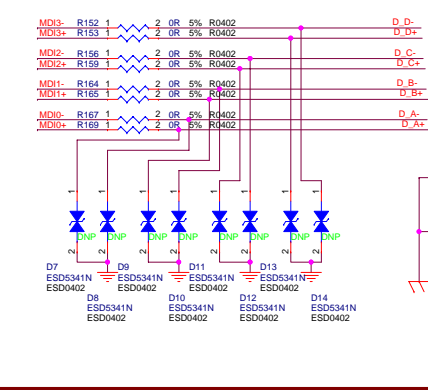 MDI3- R152 1 2 0R 5% R0402 D_D-
MDI3+ R153 1 2 0R 5% R0402 D_D+
MDI2- R156 1 2 0R 5% R0402 D_C-
MDI2+ R159 1 2 0R 5% R0402 D_C+
MDI1- R164 1 2 0R 5% R0402 D_B-
MDI1+ R165 1 2 0R 5% R0402 D_B+
MDI0- R167 1 2 0R 5% R0402 D_A-
MDI0+ R169 1 2 0R 5% R0402 D_A+
1 1 1 1 1 1 1 1
DNP DNP DNP DNP DNP DNP DNP DNP
2 2 2 2 2 2 2 2
D7 D9 D11 D13
ESD5341N ESD5341N ESD5341N ESD5341N
ESD0402 ESD0402 ESD0402 ESD0402
D8 D10 D12 D14
ESD5341N ESD5341N ESD5341N ESD5341N
ESD0402 ESD0402 ESD0402 ESD0402